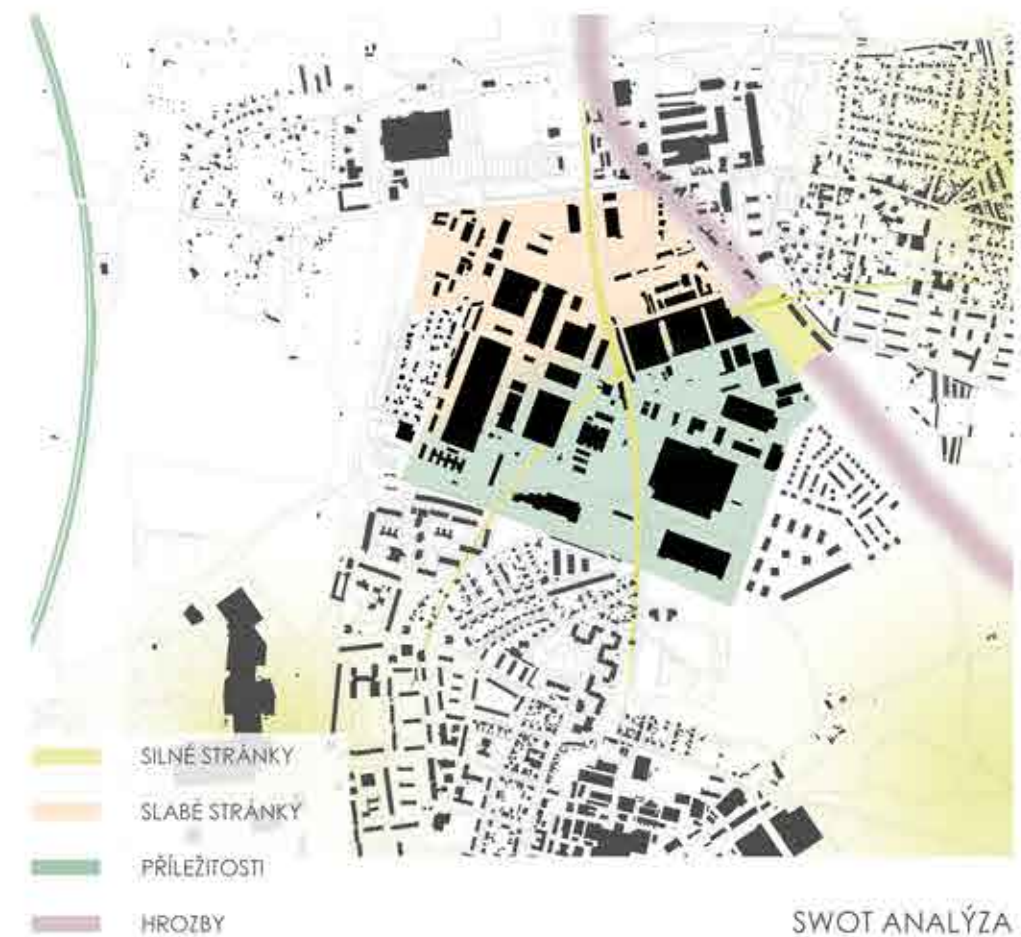 SILNÉ STRÁNKY
SLABÉ STRÁNKY
PŘÍLEŽITOSTI
HROZBY
SWOT ANALÝZA